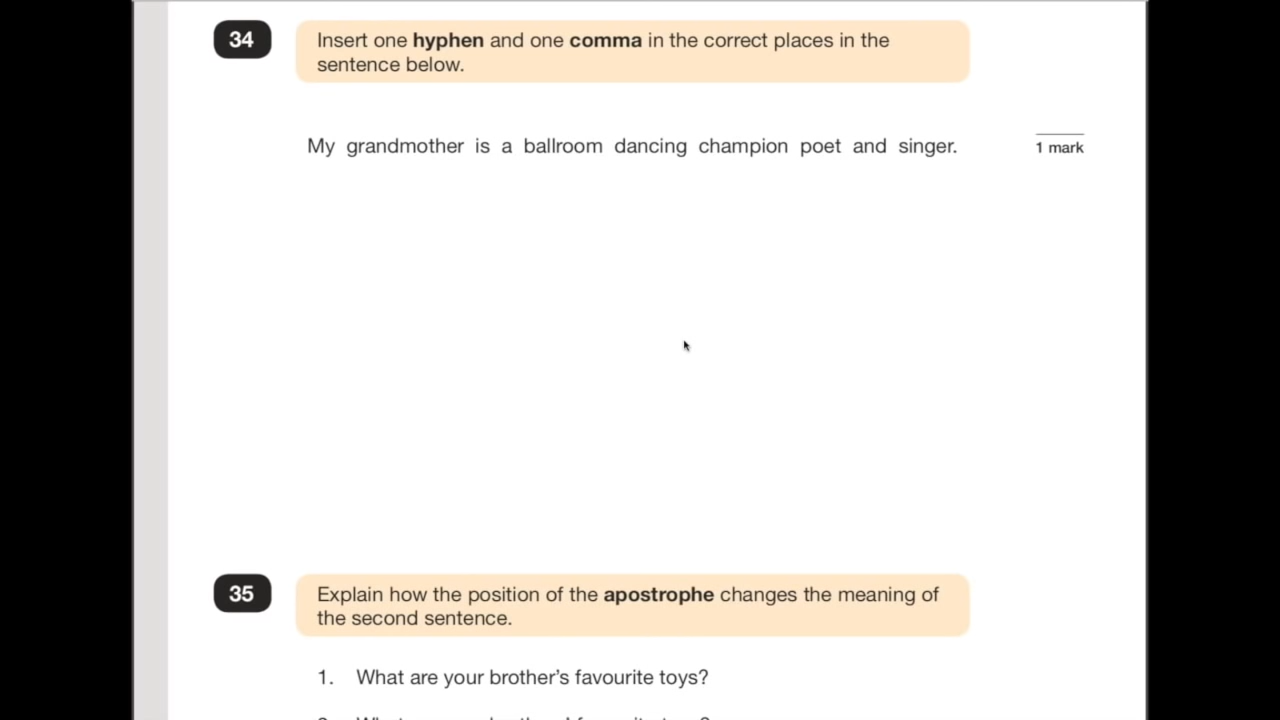 34
Insert one hyphen and one comma in the correct places in the
sentence below.
My grandmother is a ballroom dancing champion poet and singer.
1 mark
35
Explain how the position of the apostrophe changes the meaning of
the second sentence.
1. What are your brother’s favourite toys?